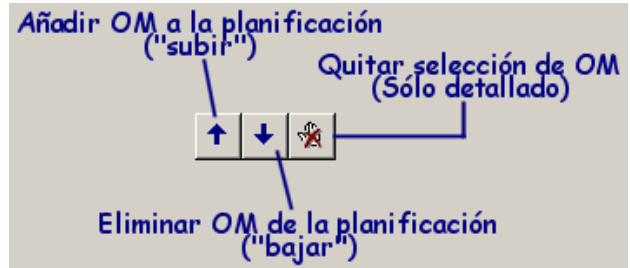 Añadir OM a la planificación
("subir")
Quitar selección de OM
(Sólo detallado)
Eliminar OM de la planificación
("bajar")